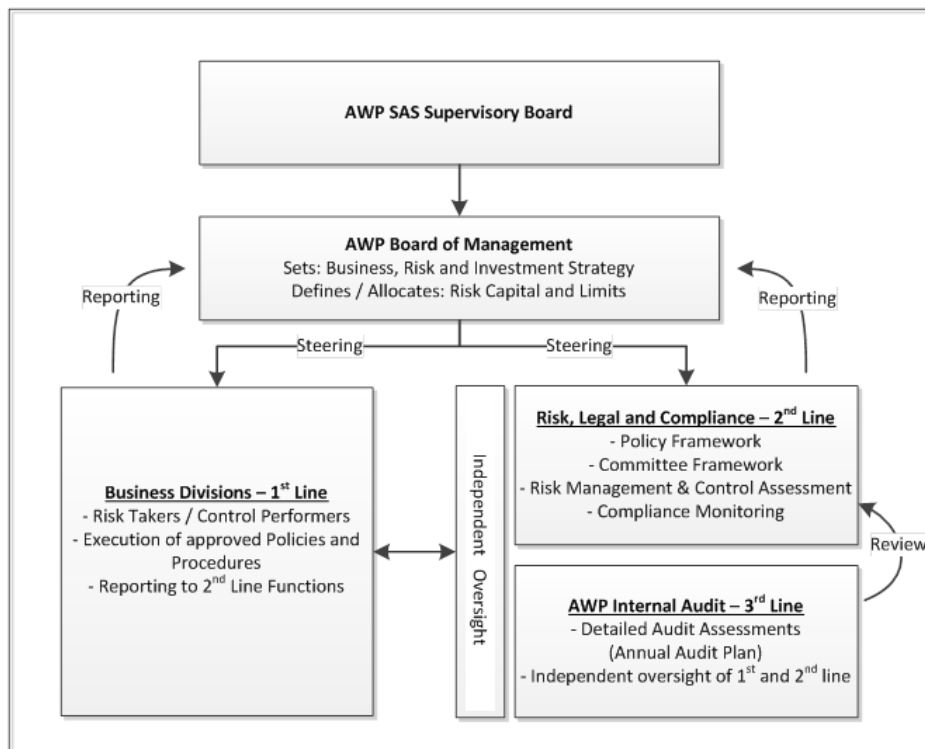 AWP SAS Supervisory Board
AWP Board of Management
Sets: Business, Risk and Investment Strategy
Defines / Allocates: Risk Capital and Limits
Reporting
Reporting
Steering
Steering
Business Divisions – 1st Line
- Risk Takers / Control Performers
- Execution of approved Policies and
Procedures
- Reporting to 2nd Line Functions
Independent Oversight
Risk, Legal and Compliance – 2nd Line
- Policy Framework
- Committee Framework
- Risk Management & Control Assessment
- Compliance Monitoring
Review
AWP Internal Audit – 3rd Line
- Detailed Audit Assessments
(Annual Audit Plan)
- Independent oversight of 1st and 2nd line